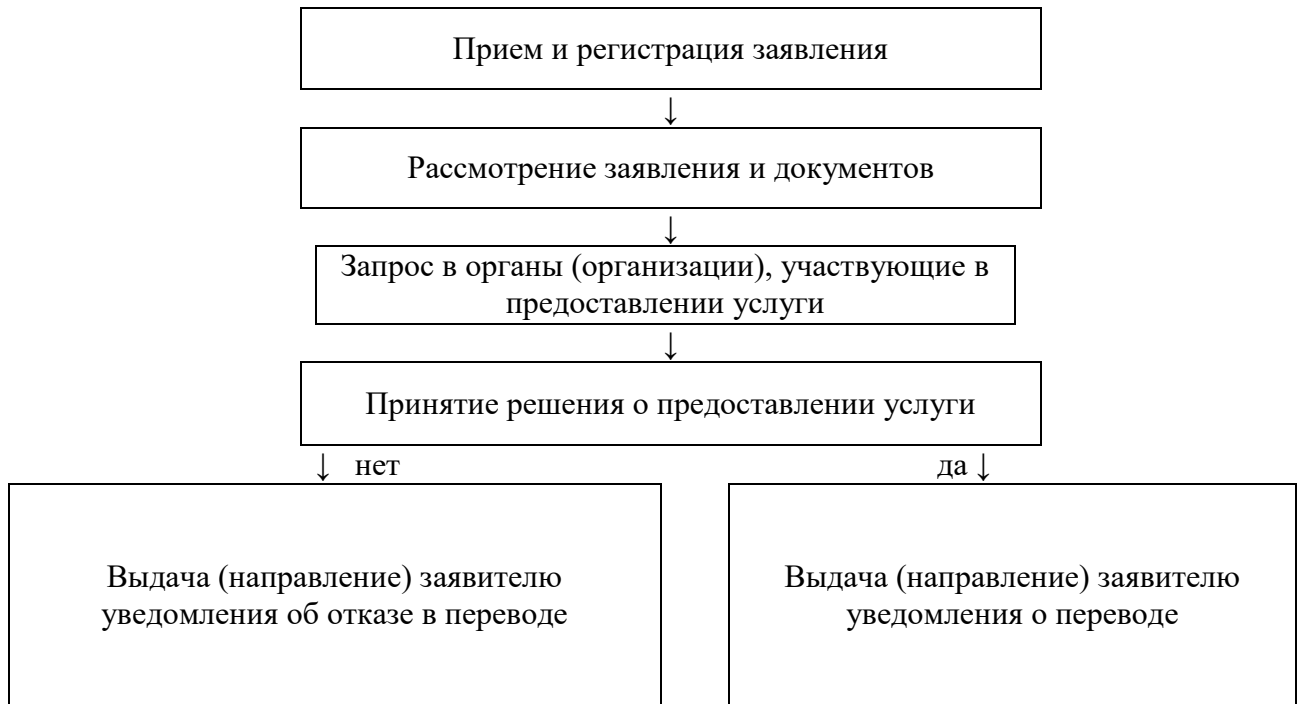 Прием и регистрация заявления
↓
Рассмотрение заявления и документов
↓
Запрос в органы (организации), участвующие в
предоставлении услуги
↓
Принятие решения о предоставлении услуги
↓ нет
да ↓
Выдача (направление) заявителю
уведомления об отказе в переводе
Выдача (направление) заявителю
уведомления о переводе